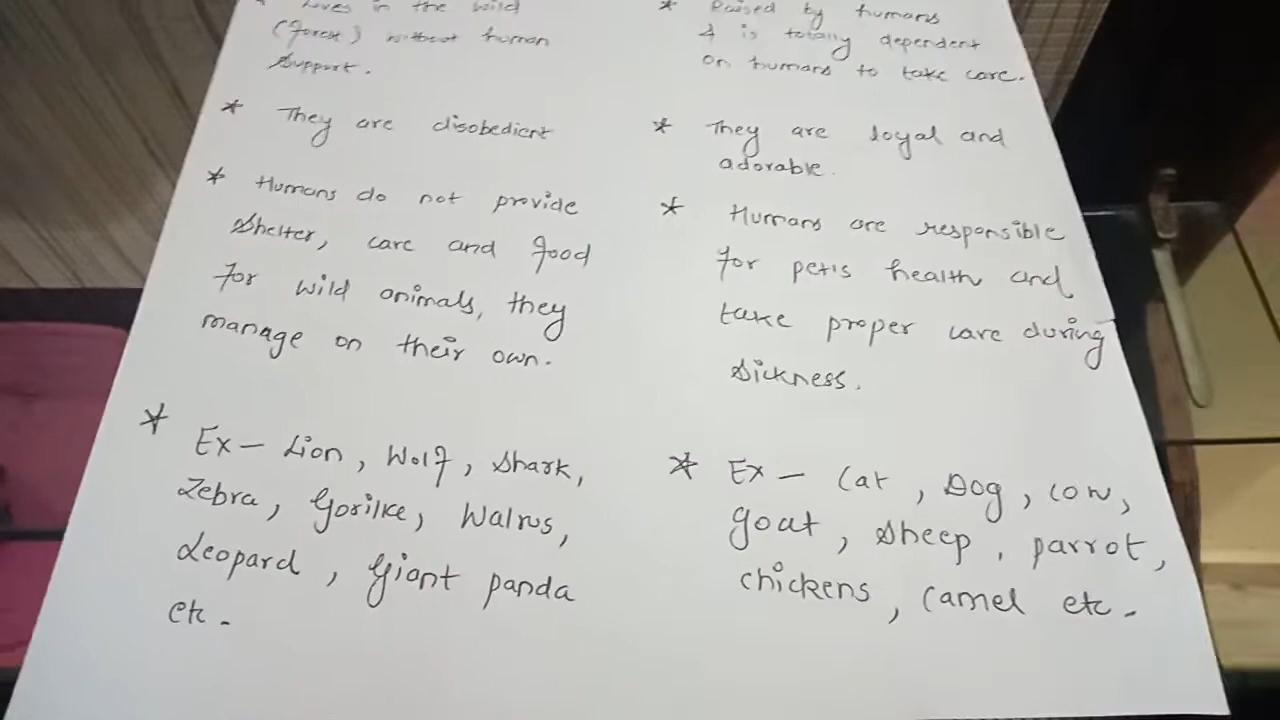 * Lives in the wild
(forest) without human
support.
* They are disobedient
* Humans do not provide
shelter, care and food
for wild animals, they
manage on their own.
* Ex - Lion, Wolf, Shark,
Zebra, Gorilla, Walrus,
Leopard, Giant panda
etc.
* Raised by humans
& is totally dependent
on humans to take care.
* They are loyal and
adorable.
* Humans are responsible
for pets health and
take proper care during
sickness.
* Ex - Cat, Dog, Cow,
goat, sheep, parrot,
chickens, Camel etc.